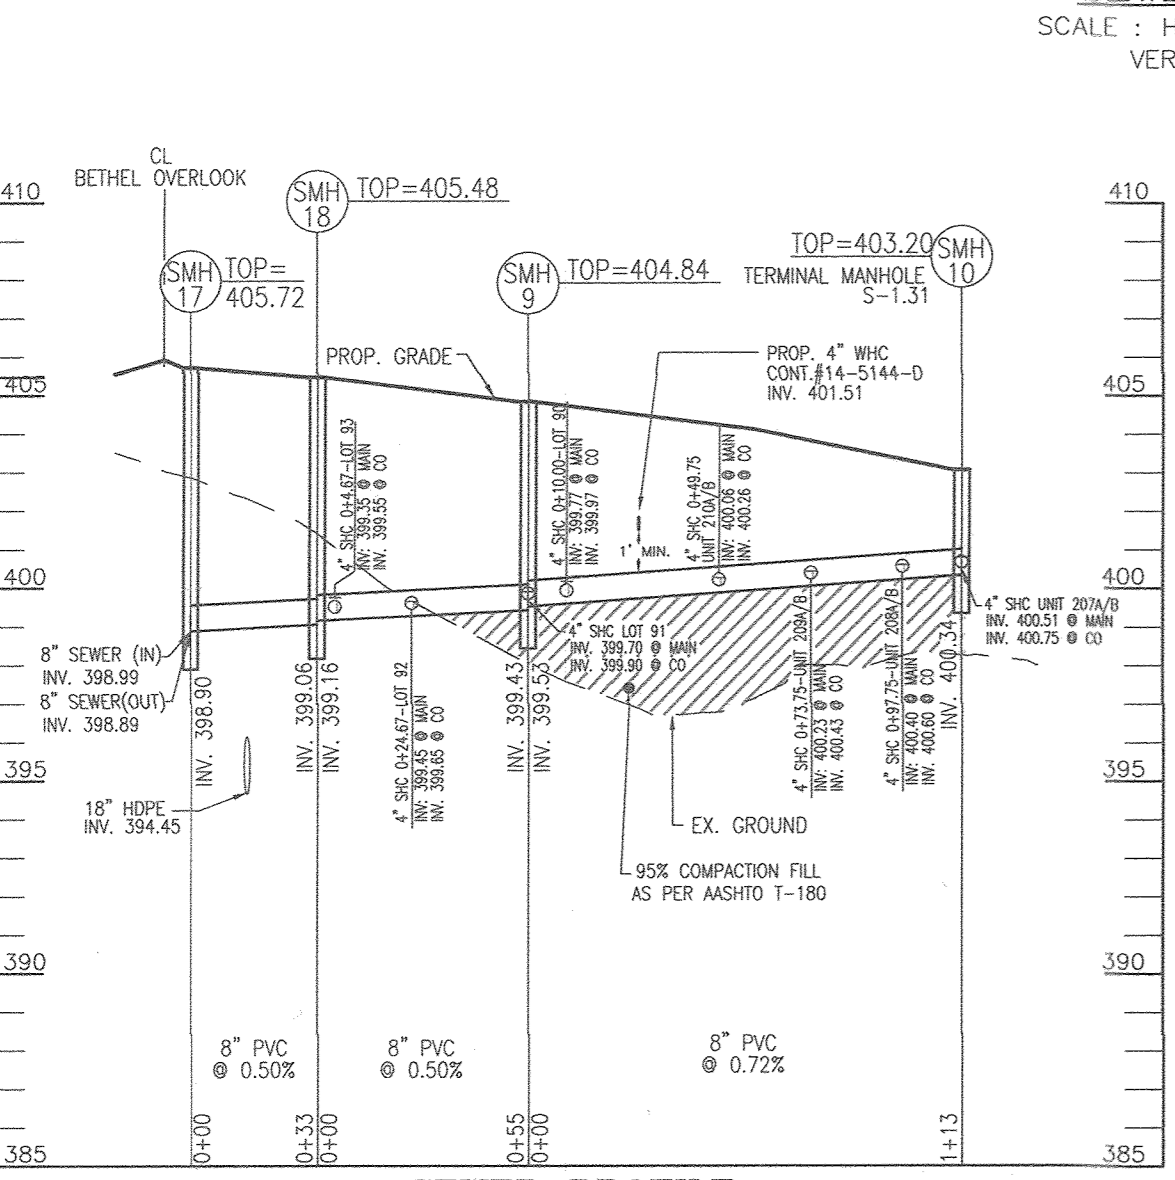 SCALE : H
VER
CL
BETHEL OVERLOOK
410
SMH
18
TOP=405.48
410
SMH
17
TOP=
405.72
SMH
9
TOP=404.84
TOP=403.20
SMH
10
TERMINAL MANHOLE
S-1.31
PROP. GRADE
PROP. 4" WHC
CONT.#14-5144-D
INV. 401.51
405
405
4" SHC 0+4.67-LOT 93
INV: 399.35 @ MAIN
INV: 399.55 @ CO
4" SHC 0+10.00-LOT 90
INV: 399.77 @ MAIN
INV: 399.97 @ CO
1' MIN.
4" SHC 0+49.75
UNIT 210A/B
INV: 400.06 @ MAIN
INV: 400.26 @ CO
400
400
4" SHC UNIT 207A/B
INV. 400.51 @ MAIN
INV. 400.75 @ CO
4" SHC LOT 91
INV. 399.70 @ MAIN
INV. 399.90 @ CO
8" SEWER (IN)
INV. 398.99
8" SEWER(OUT)
INV. 398.89
INV. 398.90
INV. 399.06
INV. 399.16
4" SHC 0+24.67-LOT 92
INV: 399.45 @ MAIN
INV: 399.65 @ CO
INV. 399.43
INV. 399.53
4" SHC 0+73.75-UNIT 209A/B
INV: 400.23 @ MAIN
INV: 400.43 @ CO
4" SHC 0+97.75-UNIT 208A/B
INV: 400.40 @ MAIN
INV: 400.60 @ CO
INV. 400.34
395
395
18" HDPE
INV. 394.45
EX. GROUND
95% COMPACTION FILL
AS PER AASHTO T-180
390
390
8" PVC
@ 0.50%
8" PVC
@ 0.50%
8" PVC
@ 0.72%
0+00
0+33
0+00
0+55
0+00
1+13
385
385